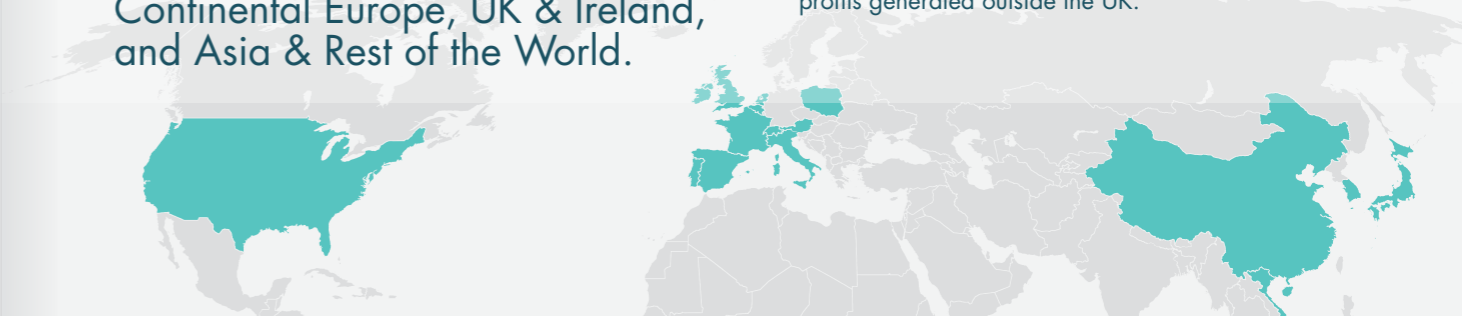 Continental Europe, UK & Ireland,
and Asia & Rest of the World.
profits generated outside the UK.